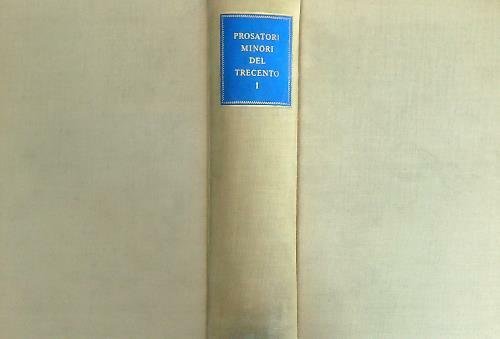 PROSATORI
MINORI
DEL
TRECENTO
I